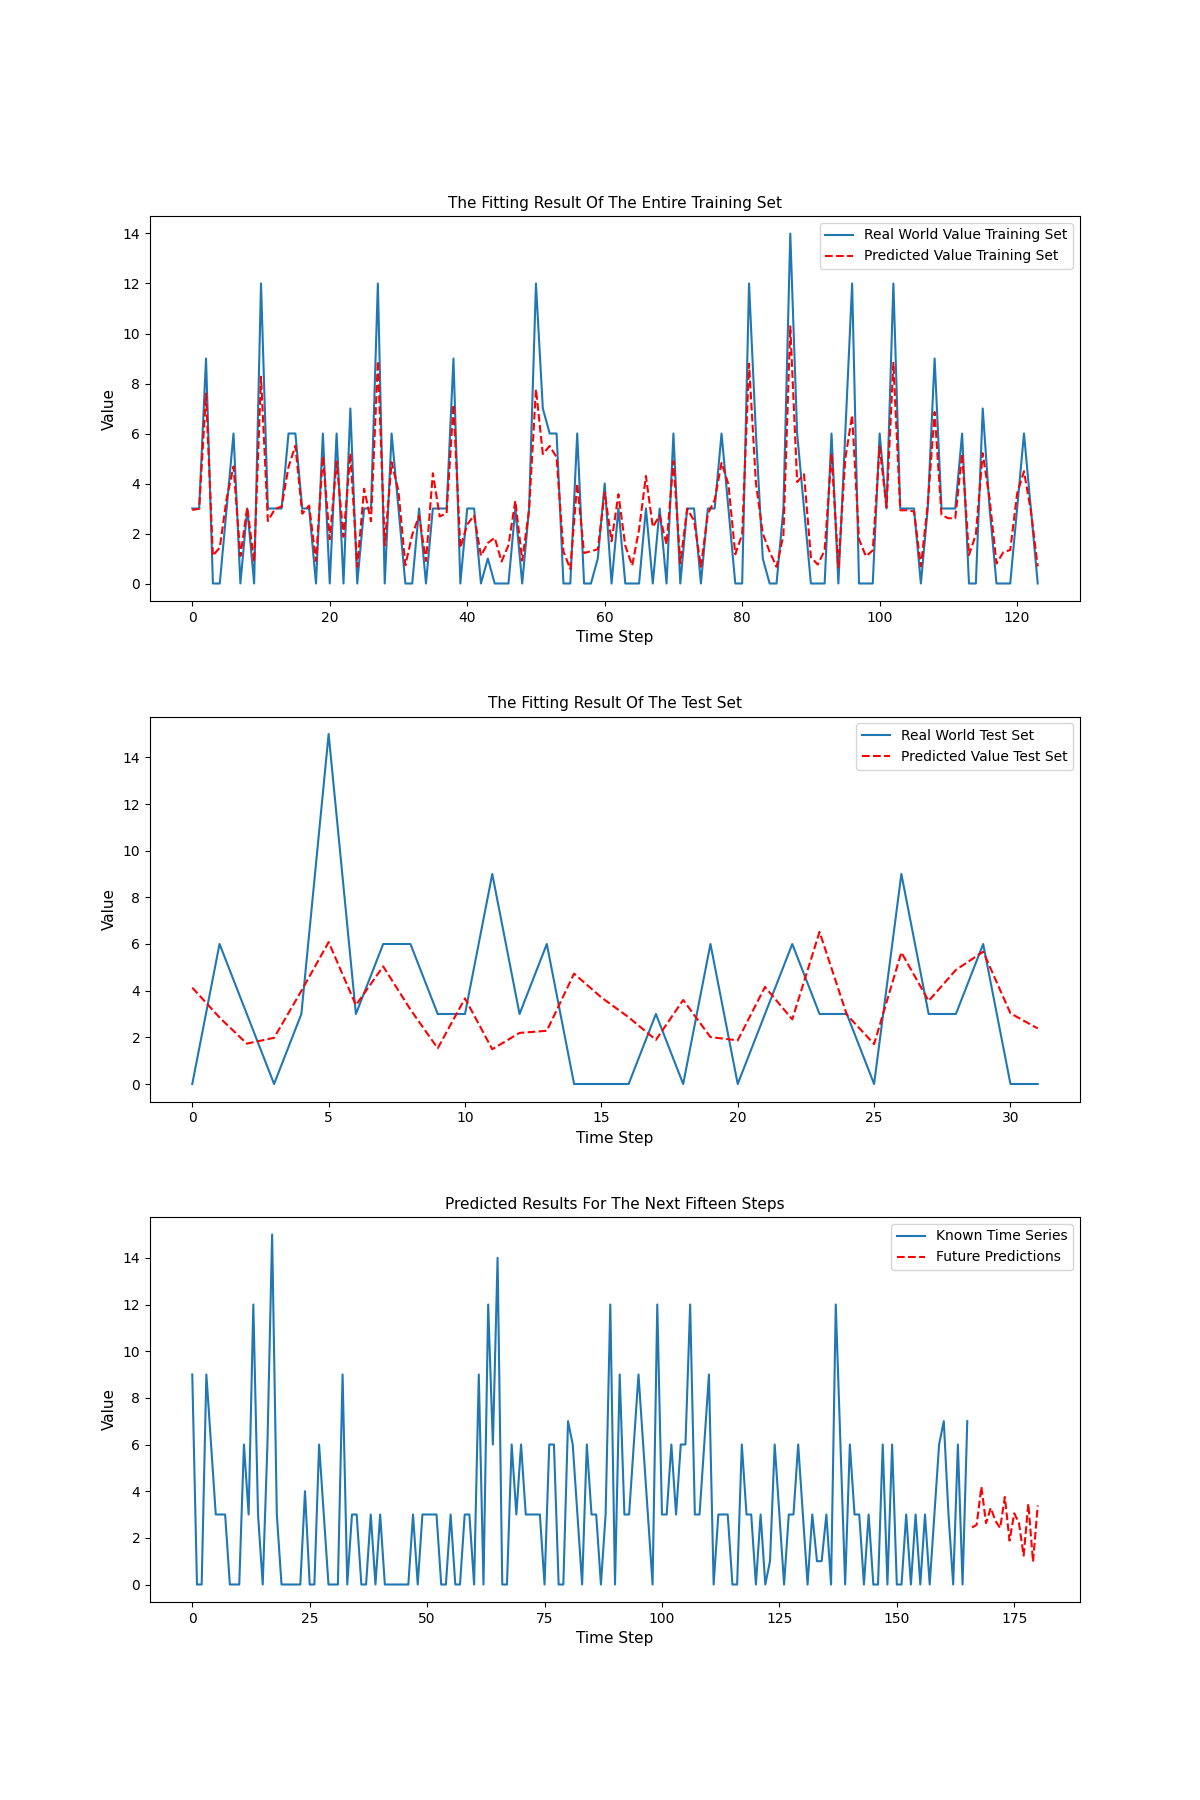 The Fitting Result Of The Entire Training Set
Real World Value Training Set
Predicted Value Training Set
14
12
10
8
6
4
2
0
Value
0 20 40 60 80 100 120
Time Step
The Fitting Result Of The Test Set
Real World Test Set
Predicted Value Test Set
14
12
10
8
6
4
2
0
Value
0 5 10 15 20 25 30
Time Step
Predicted Results For The Next Fifteen Steps
Known Time Series
Future Predictions
14
12
10
8
6
4
2
0
Value
0 25 50 75 100 125 150 175
Time Step